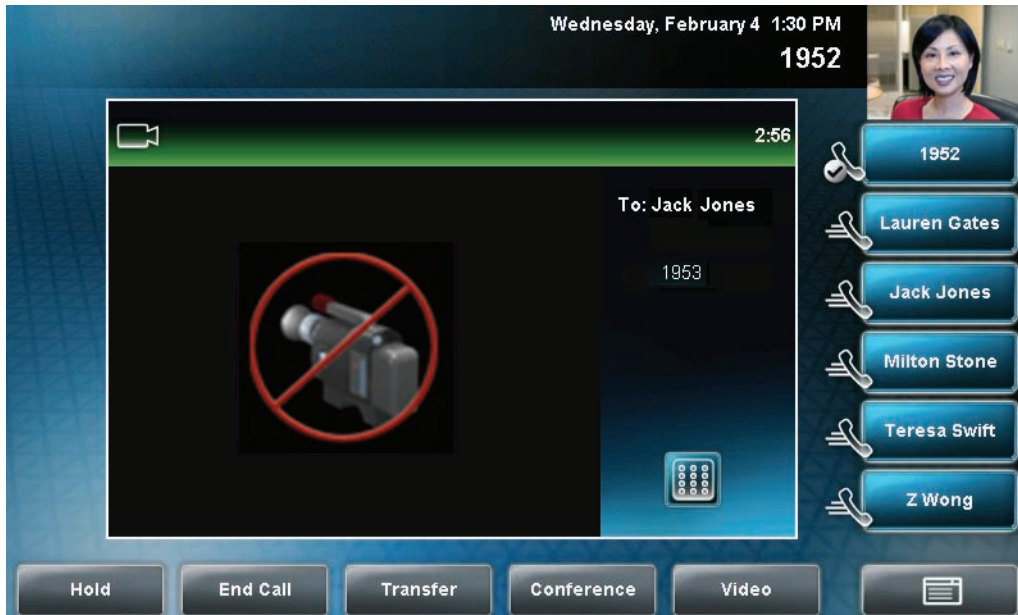 Wednesday, February 4 1:30 PM
1952
2:56
To: Jack Jones
1953
1952
Lauren Gates
Jack Jones
Milton Stone
Teresa Swift
Z Wong
Hold
End Call
Transfer
Conference
Video